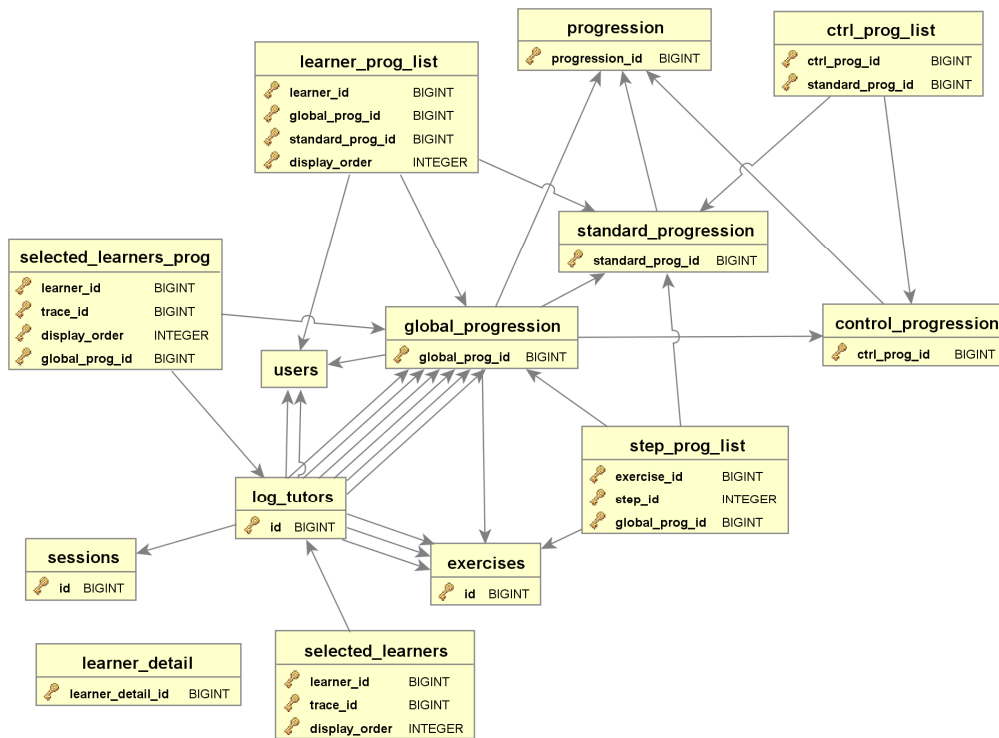 progression
progression_id BIGINT
ctrl_prog_list
ctrl_prog_id BIGINT
standard_prog_id BIGINT
learner_prog_list
learner_id BIGINT
global_prog_id BIGINT
standard_prog_id BIGINT
display_order INTEGER
standard_progression
standard_prog_id BIGINT
selected_learners_prog
learner_id BIGINT
trace_id BIGINT
display_order INTEGER
global_prog_id BIGINT
global_progression
global_prog_id BIGINT
control_progression
ctrl_prog_id BIGINT
users
step_prog_list
exercise_id BIGINT
step_id INTEGER
global_prog_id BIGINT
log_tutors
id BIGINT
sessions
id BIGINT
exercises
id BIGINT
learner_detail
learner_detail_id BIGINT
selected_learners
learner_id BIGINT
trace_id BIGINT
display_order INTEGER